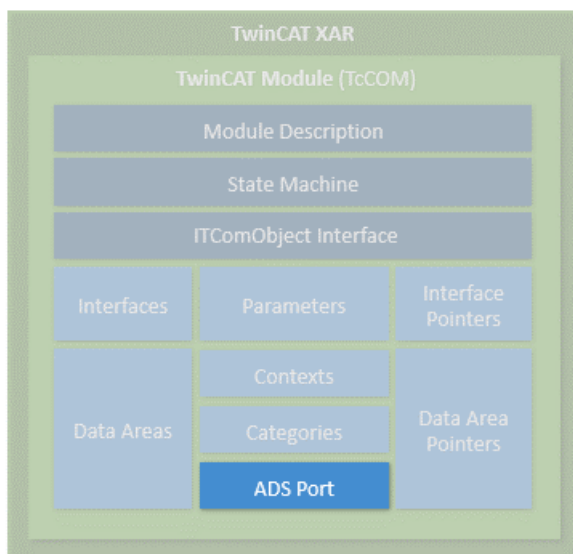 TwinCAT XAR
TwinCAT Module (TcCOM)
Module Description
State Machine
ITComObject Interface
Interfaces
Parameters
Interface
Pointers
Contexts
Data Areas
Categories
Data Area
Pointers
ADS Port